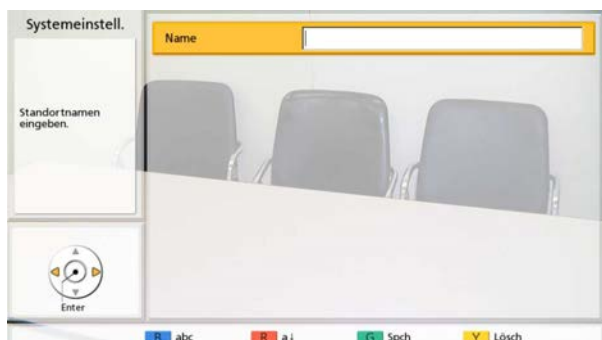 Systemeinstell.
Name
Standortnamen
eingeben.
Enter
B abc R a↓ G Spch Y Lösch